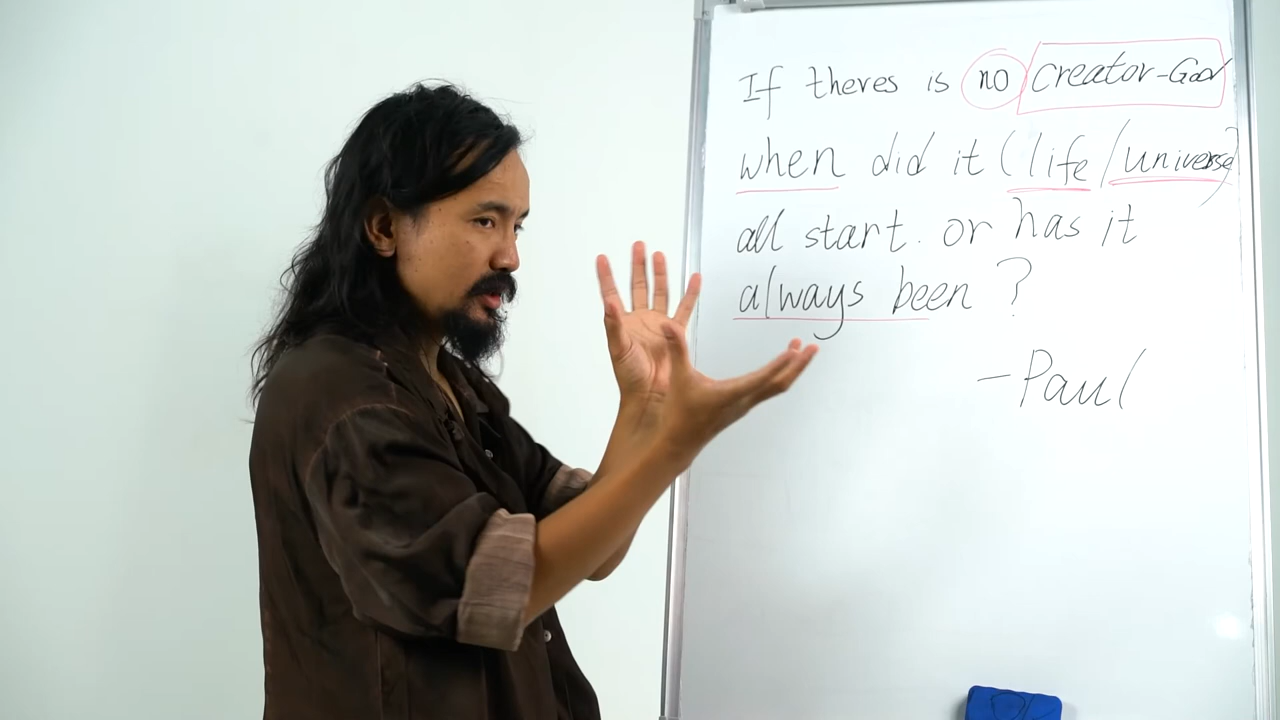 If theres is no Creator-God
when did it (life/universe)
all start. or has it
always been ?
-Paul